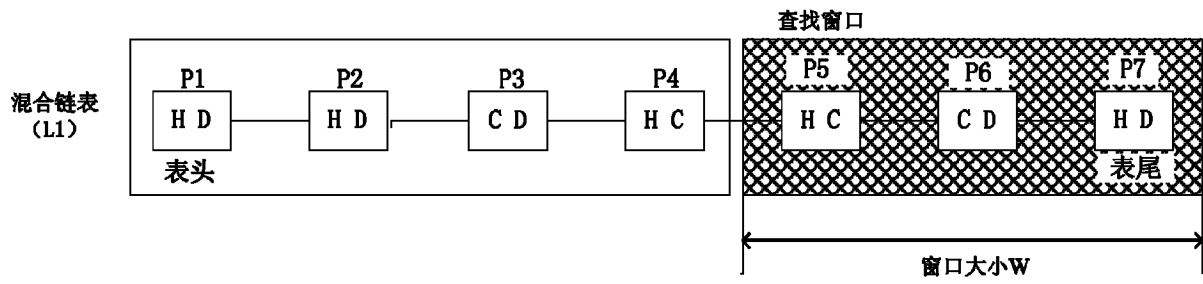 查找窗口
P1 P2 P3 P4 P5 P6 P7
混合链表
(L1)
H D H D C D H C H C C D H D
表头 表尾
窗口大小W